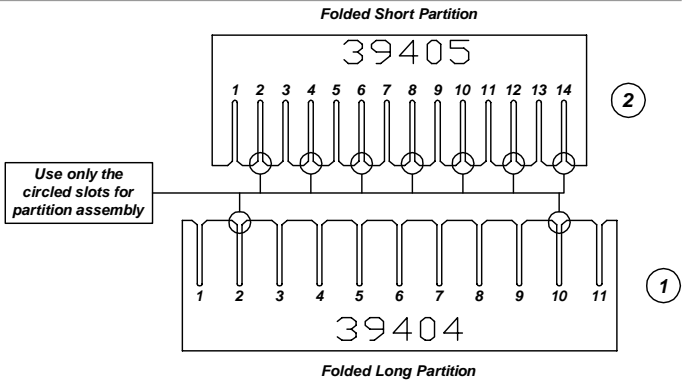 Folded Short Partition
39405
1 2 3 4 5 6 7 8 9 10 11 12 13 14
2
Use only the
circled slots for
partition assembly
1 2 3 4 5 6 7 8 9 10 11
1
39404
Folded Long Partition